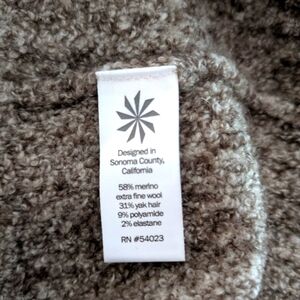 Designed in
Sonoma County,
California
58% merino
extra fine wool
31% yak hair
9% polyamide
2% elastane
RN #54023